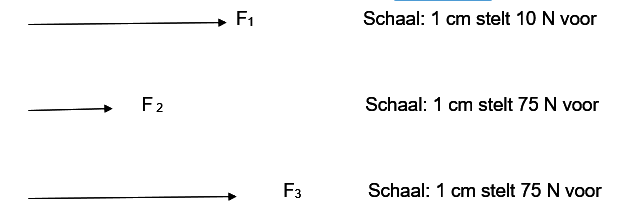 F₁ Schaal: 1 cm stelt 10 N voor
F₂ Schaal: 1 cm stelt 75 N voor
F₃ Schaal: 1 cm stelt 75 N voor